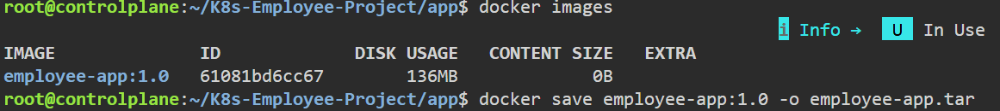 root@controlplane:~/K8s-Employee-Project/app$ docker images
i Info → U In Use
IMAGE ID DISK USAGE CONTENT SIZE EXTRA
employee-app:1.0 61081bd6cc67 136MB 0B
root@controlplane:~/K8s-Employee-Project/app$ docker save employee-app:1.0 -o employee-app.tar